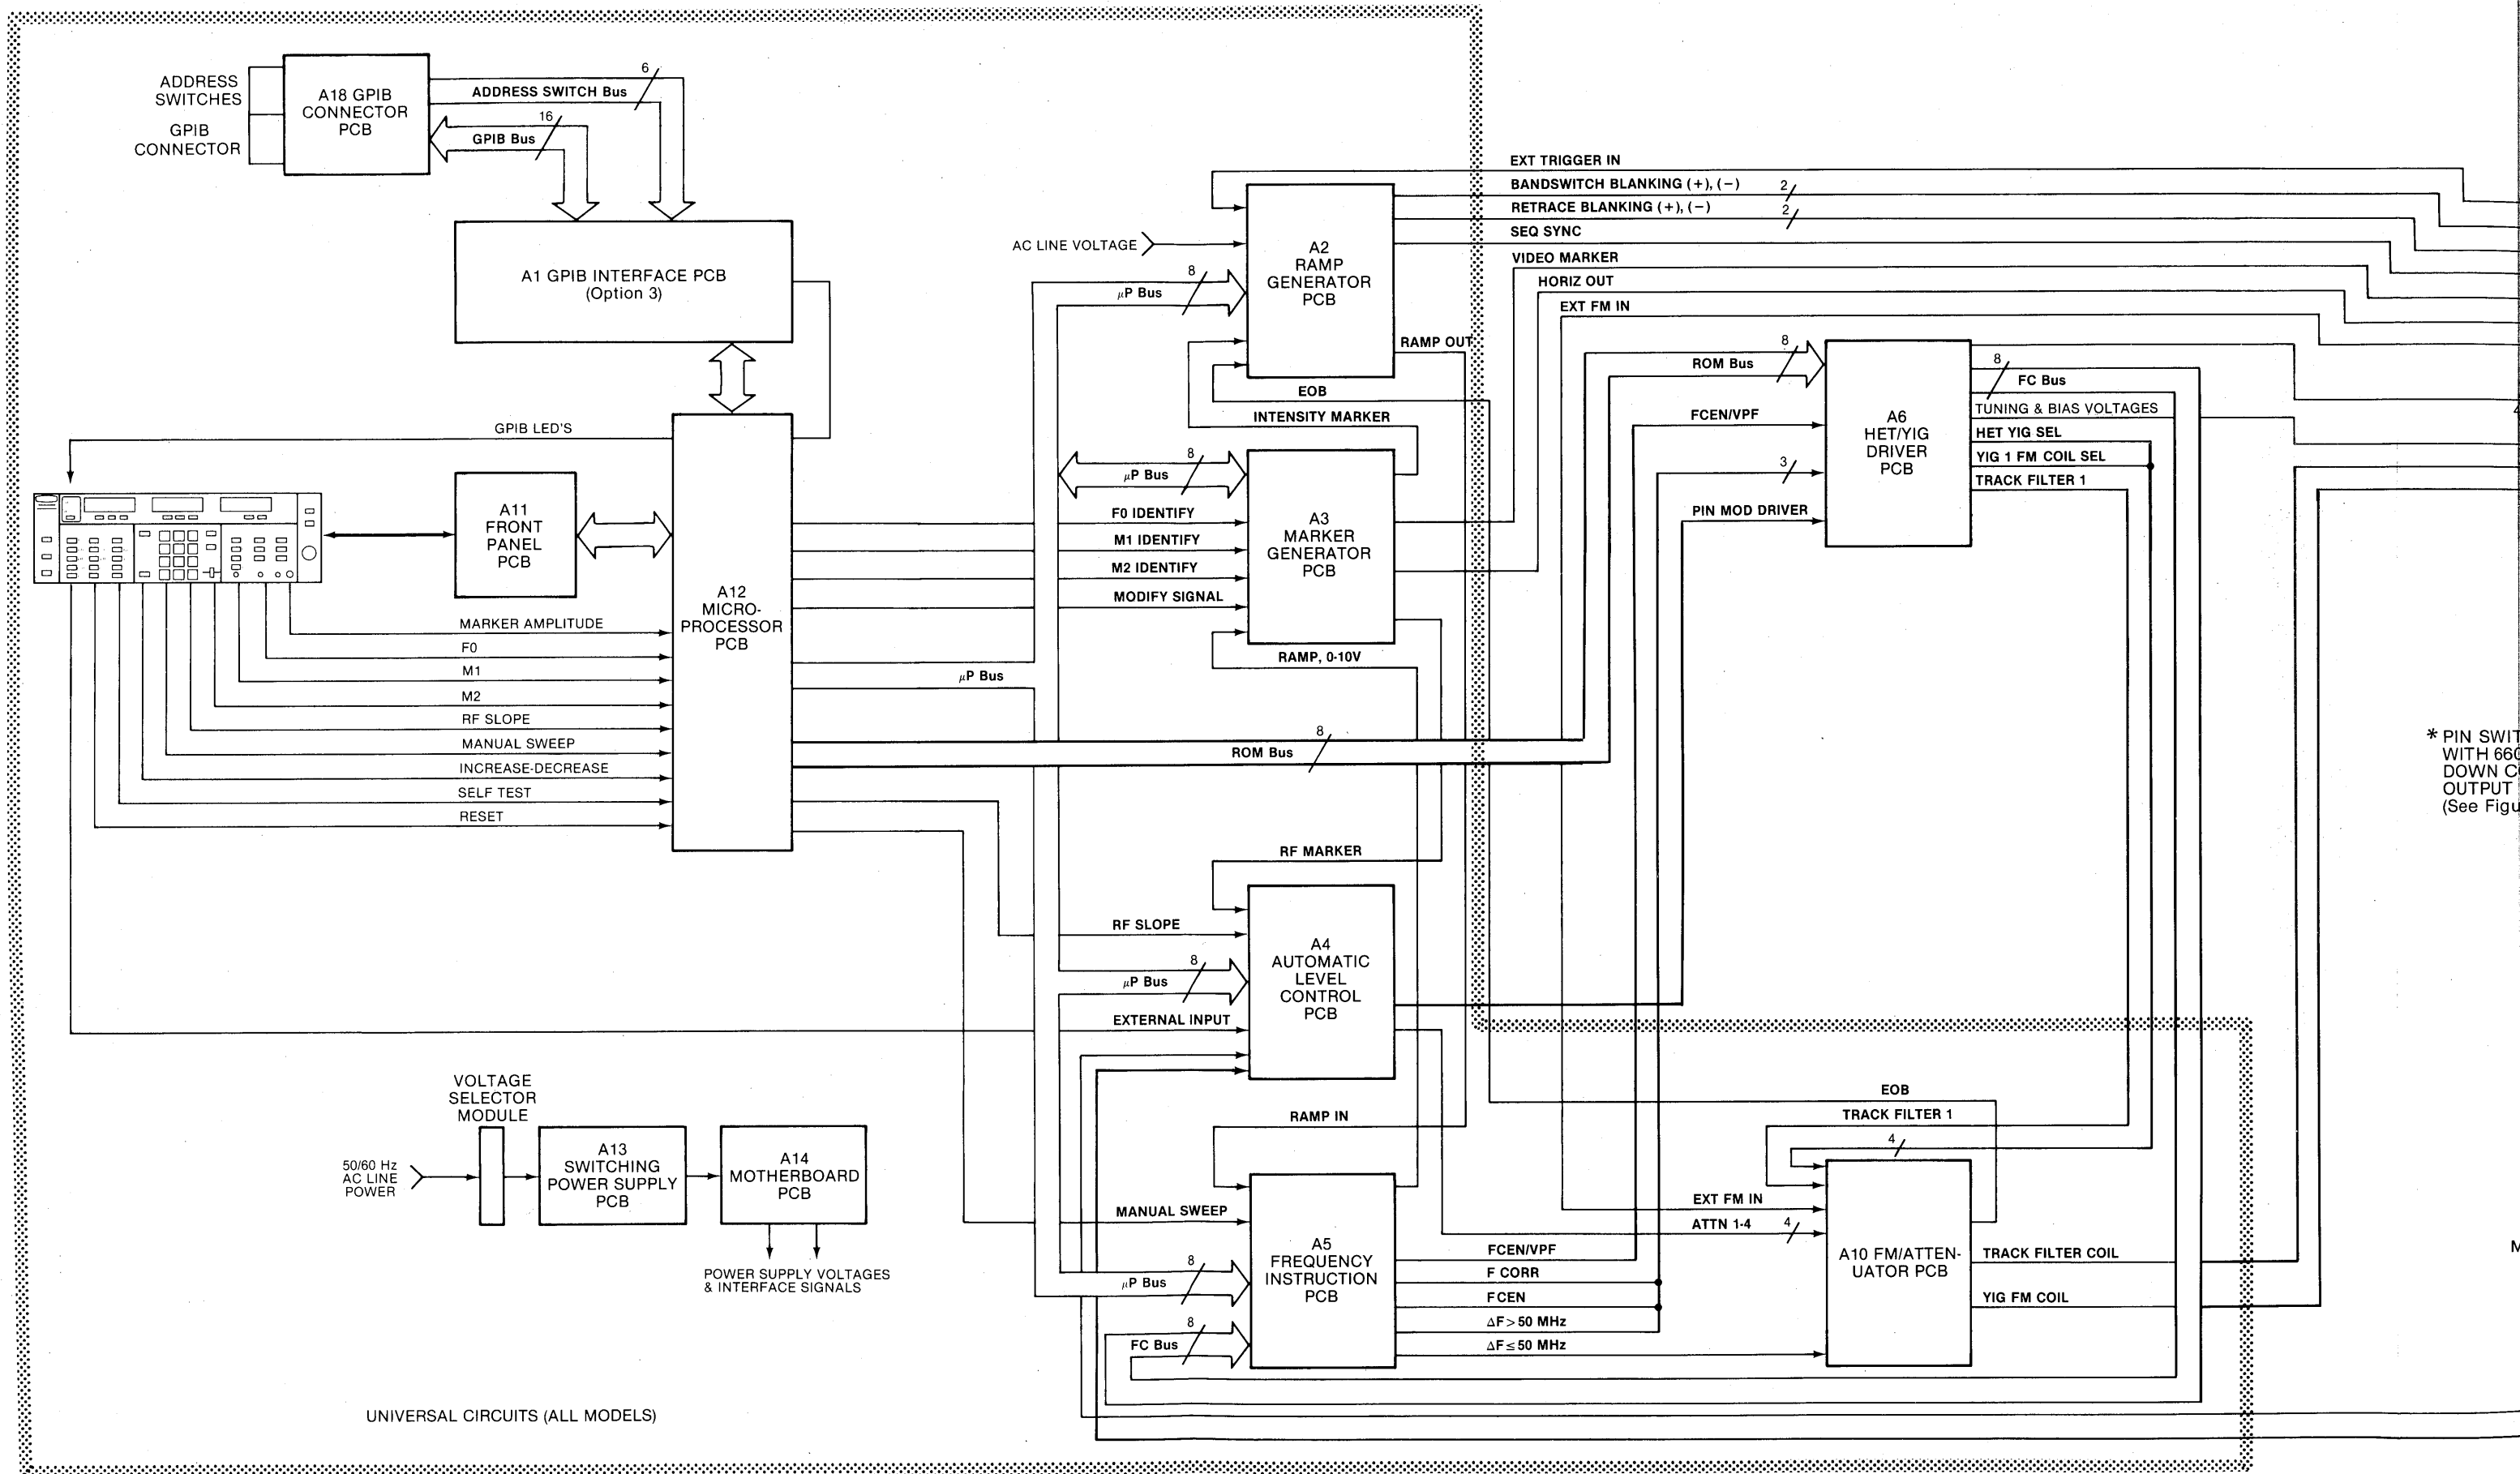 ADDRESS
SWITCHES
GPIB
CONNECTOR
A18 GPIB
CONNECTOR
PCB
6
ADDRESS SWITCH Bus
16
GPIB Bus
A1 GPIB INTERFACE PCB
(Option 3)
GPIB LED'S
A11
FRONT
PANEL
PCB
A12
MICRO-
PROCESSOR
PCB
MARKER AMPLITUDE
F0
M1
M2
RF SLOPE
MANUAL SWEEP
INCREASE-DECREASE
SELF TEST
RESET
VOLTAGE
SELECTOR
MODULE
50/60 Hz
AC LINE
POWER
A13
SWITCHING
POWER SUPPLY
PCB
A14
MOTHERBOARD
PCB
POWER SUPPLY VOLTAGES
& INTERFACE SIGNALS
UNIVERSAL CIRCUITS (ALL MODELS)
AC LINE VOLTAGE
8
μP Bus
A2
RAMP
GENERATOR
PCB
RAMP OUT
EOB
INTENSITY MARKER
8
μP Bus
F0 IDENTIFY
M1 IDENTIFY
M2 IDENTIFY
MODIFY SIGNAL
A3
MARKER
GENERATOR
PCB
RAMP, 0-10V
μP Bus
8
ROM Bus
RF MARKER
RF SLOPE
8
μP Bus
EXTERNAL INPUT
A4
AUTOMATIC
LEVEL
CONTROL
PCB
RAMP IN
MANUAL SWEEP
8
μP Bus
8
FC Bus
A5
FREQUENCY
INSTRUCTION
PCB
FCEN/VPF
F CORR
FCEN
ΔF>50 MHz
ΔF≤50 MHz
EXT TRIGGER IN
BANDSWITCH BLANKING (+), (−)
2
RETRACE BLANKING (+), (−)
2
SEQ SYNC
VIDEO MARKER
HORIZ OUT
EXT FM IN
8
ROM Bus
FCEN/VPF
3
PIN MOD DRIVER
A6
HET/YIG
DRIVER
PCB
8
FC Bus
TUNING & BIAS VOLTAGES
HET YIG SEL
YIG 1 FM COIL SEL
TRACK FILTER 1
EOB
TRACK FILTER 1
4
EXT FM IN
ATTN 1-4
4
A10 FM/ATTEN-
UATOR PCB
TRACK FILTER COIL
YIG FM COIL
* PIN SWIT
WITH 660
DOWN C
OUTPUT
(See Figu